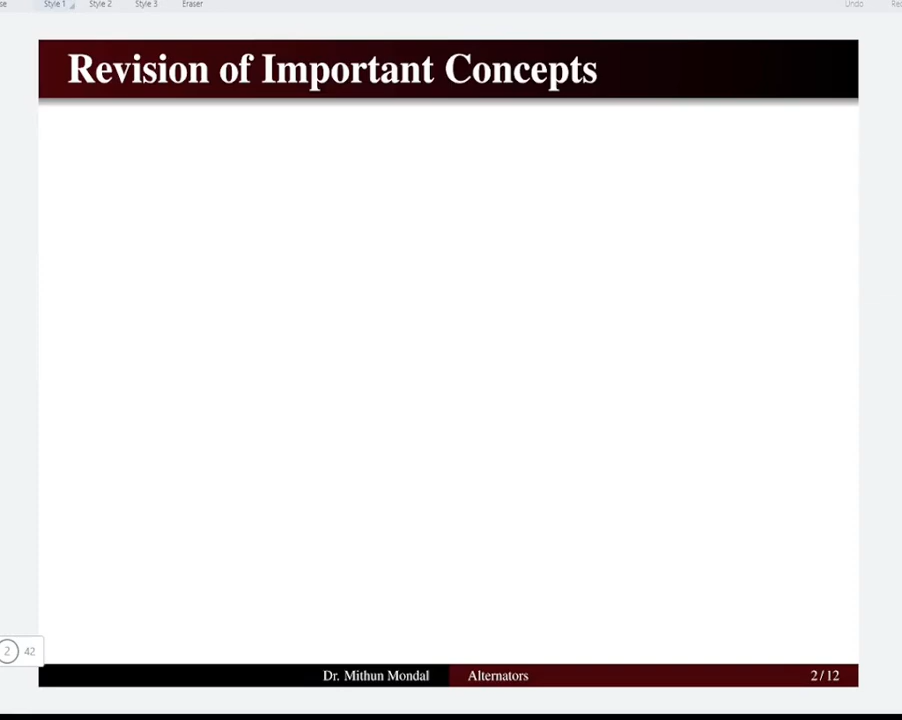 Style 1 Style 2 Style 3 Eraser Undo
Revision of Important Concepts
2 42
Dr. Mithun Mondal Alternators 2 / 12